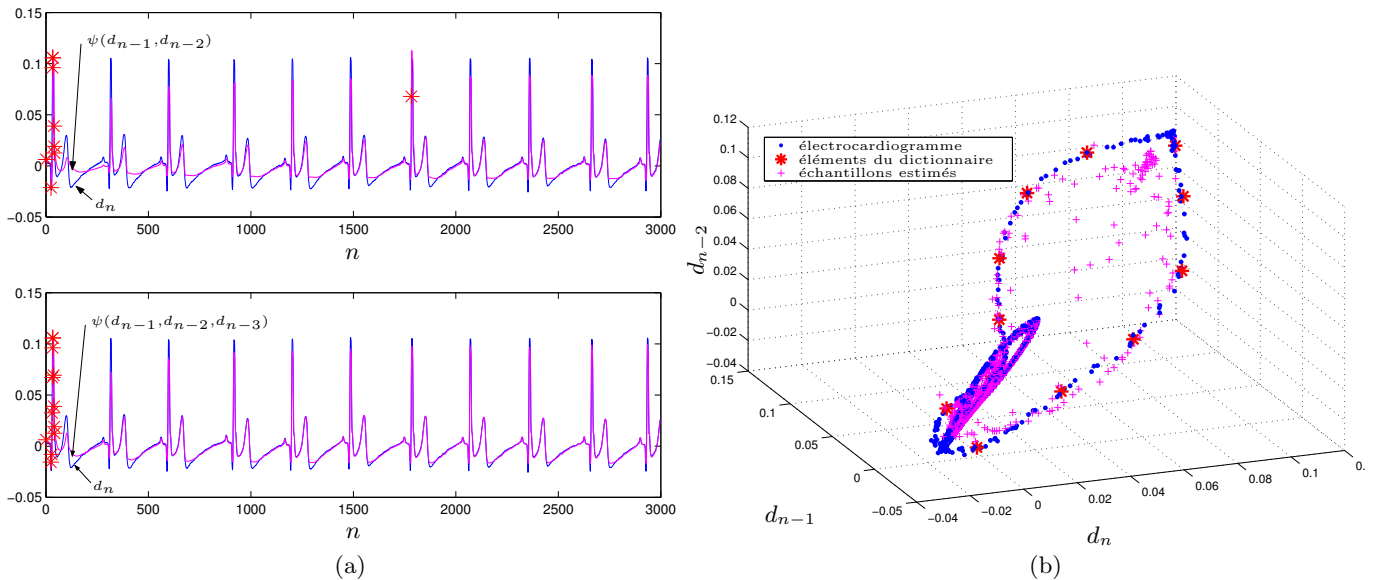 0.15
0.1
0.05
0
−0.05
ψ(d_{n−1},d_{n−2})
d_n
0 500 1000 1500 2000 2500 3000
n
0.15
0.1
0.05
0
−0.05
ψ(d_{n−1},d_{n−2},d_{n−3})
d_n
0 500 1000 1500 2000 2500 3000
n
(a)
électrocardiogramme
éléments du dictionnaire
échantillons estimés
0.12
0.1
0.08
0.06
0.04
0.02
0
−0.02
−0.04
d_{n−2}
0.15
0.1
0.05
0
−0.05
d_{n−1}
−0.04 −0.02 0 0.02 0.04 0.06 0.08 0.1 0.
d_n
(b)